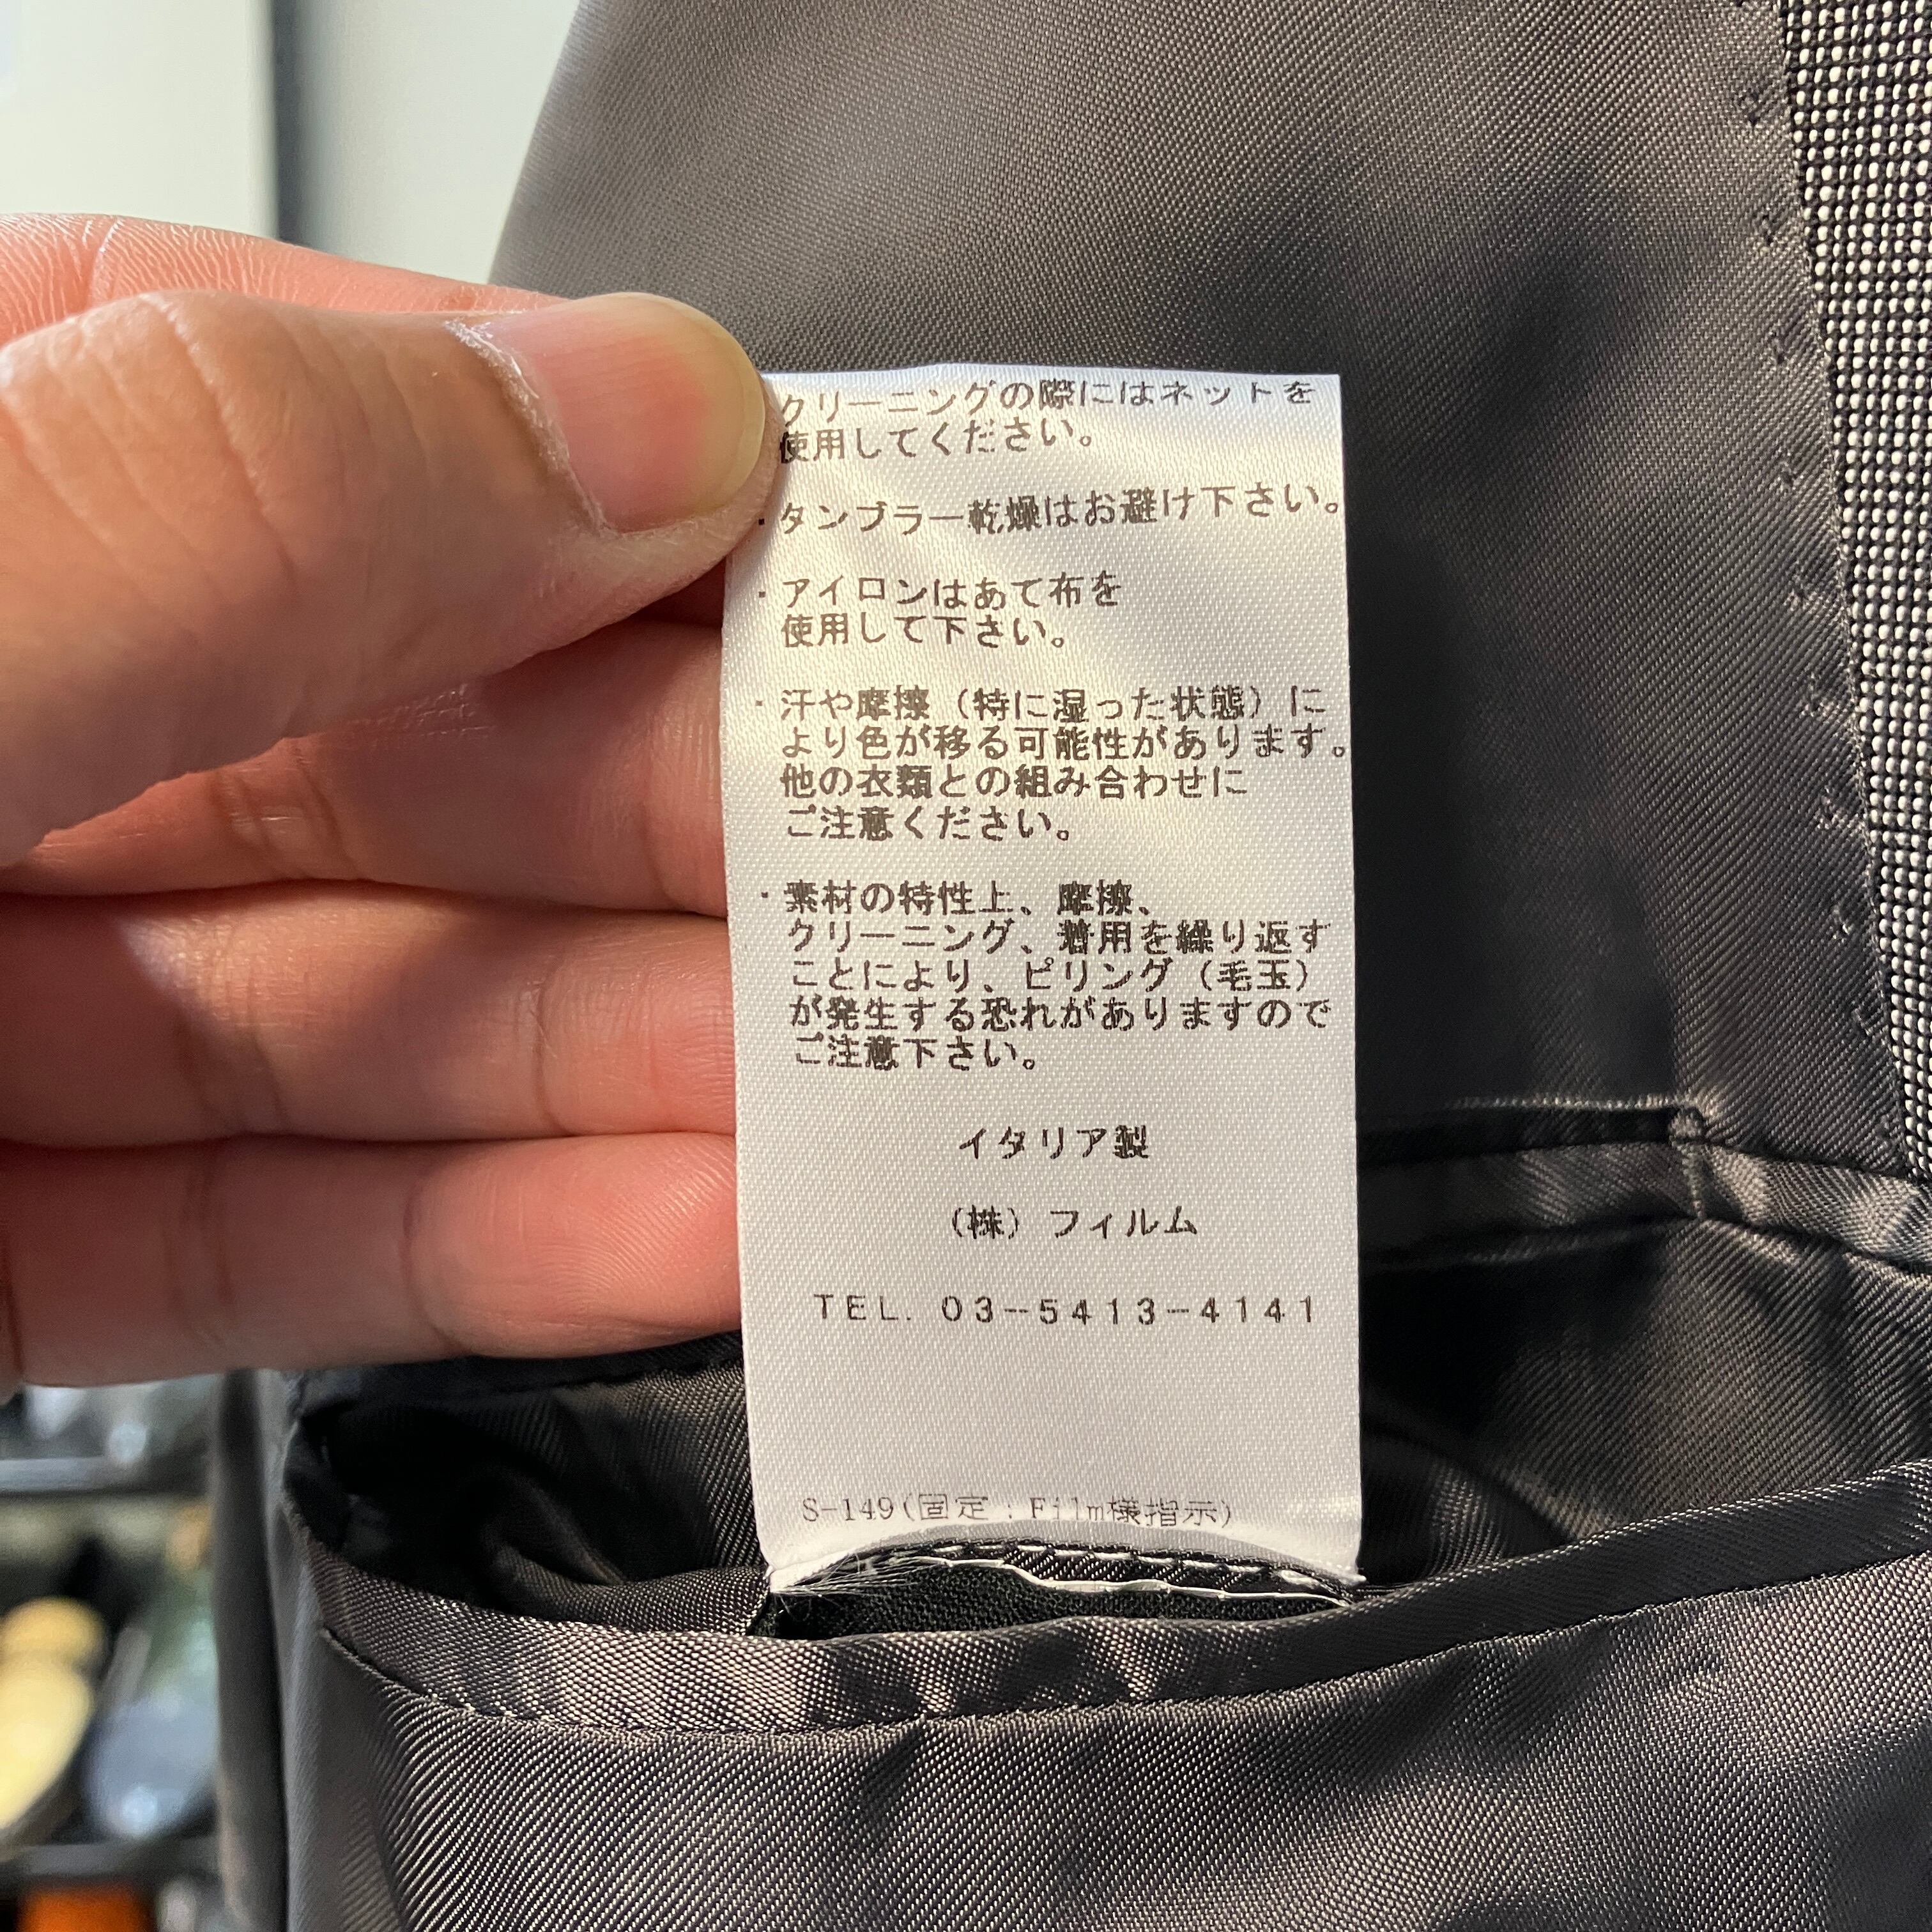 クリーニングの際にはネットを
使用してください。
・タンブラー乾燥はお避け下さい。
・アイロンはあて布を
使用して下さい。
・汗や摩擦（特に湿った状態）に
より色が移る可能性があります。
他の衣類との組み合わせに
ご注意ください。
・素材の特性上、摩擦、
クリーニング、着用を繰り返す
ことにより、ピリング（毛玉）
が発生する恐れがありますので
ご注意下さい。
イタリア製
（株）フィルム
TEL. 03-5413-4141
S-149(固定：Film様指示)